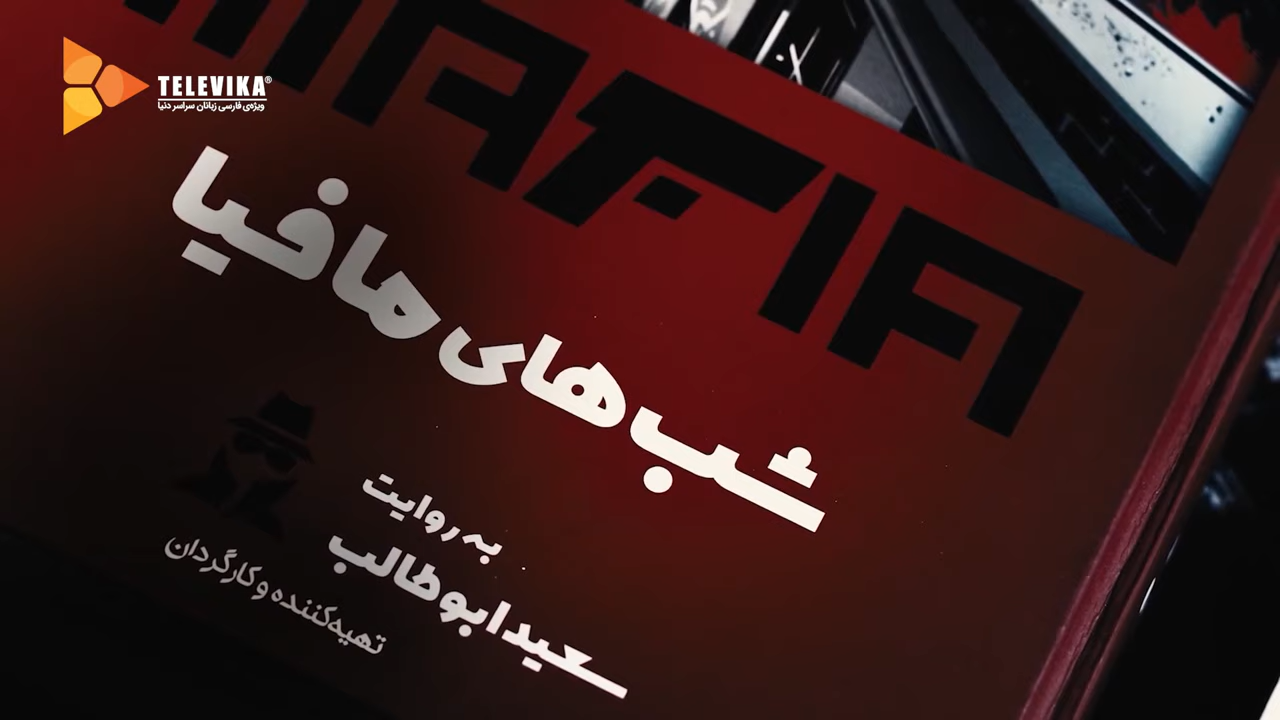 TELEVIKA®
ویژه‌ی فارسی زبانان سراسر دنیا
MAFIA
شب‌های مافیا
به روایت
سعید ابوطالب
تهیه‌کننده و کارگردان